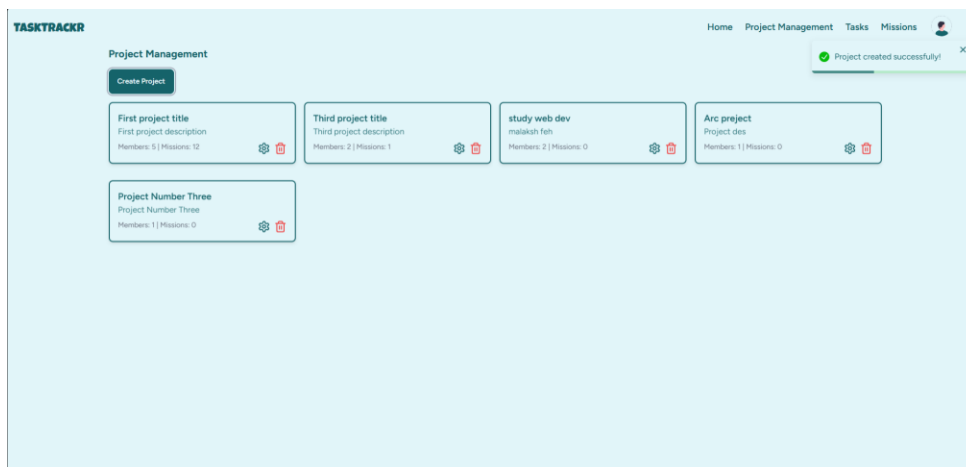 TASKTRACKR
Home Project Management Tasks Missions
Project created successfully!
Project Management
Create Project
First project title
First project description
Members: 5 | Missions: 12
Third project title
Third project description
Members: 2 | Missions: 1
study web dev
malaksh feh
Members: 2 | Missions: 0
Arc preject
Project des
Members: 1 | Missions: 0
Project Number Three
Project Number Three
Members: 1 | Missions: 0